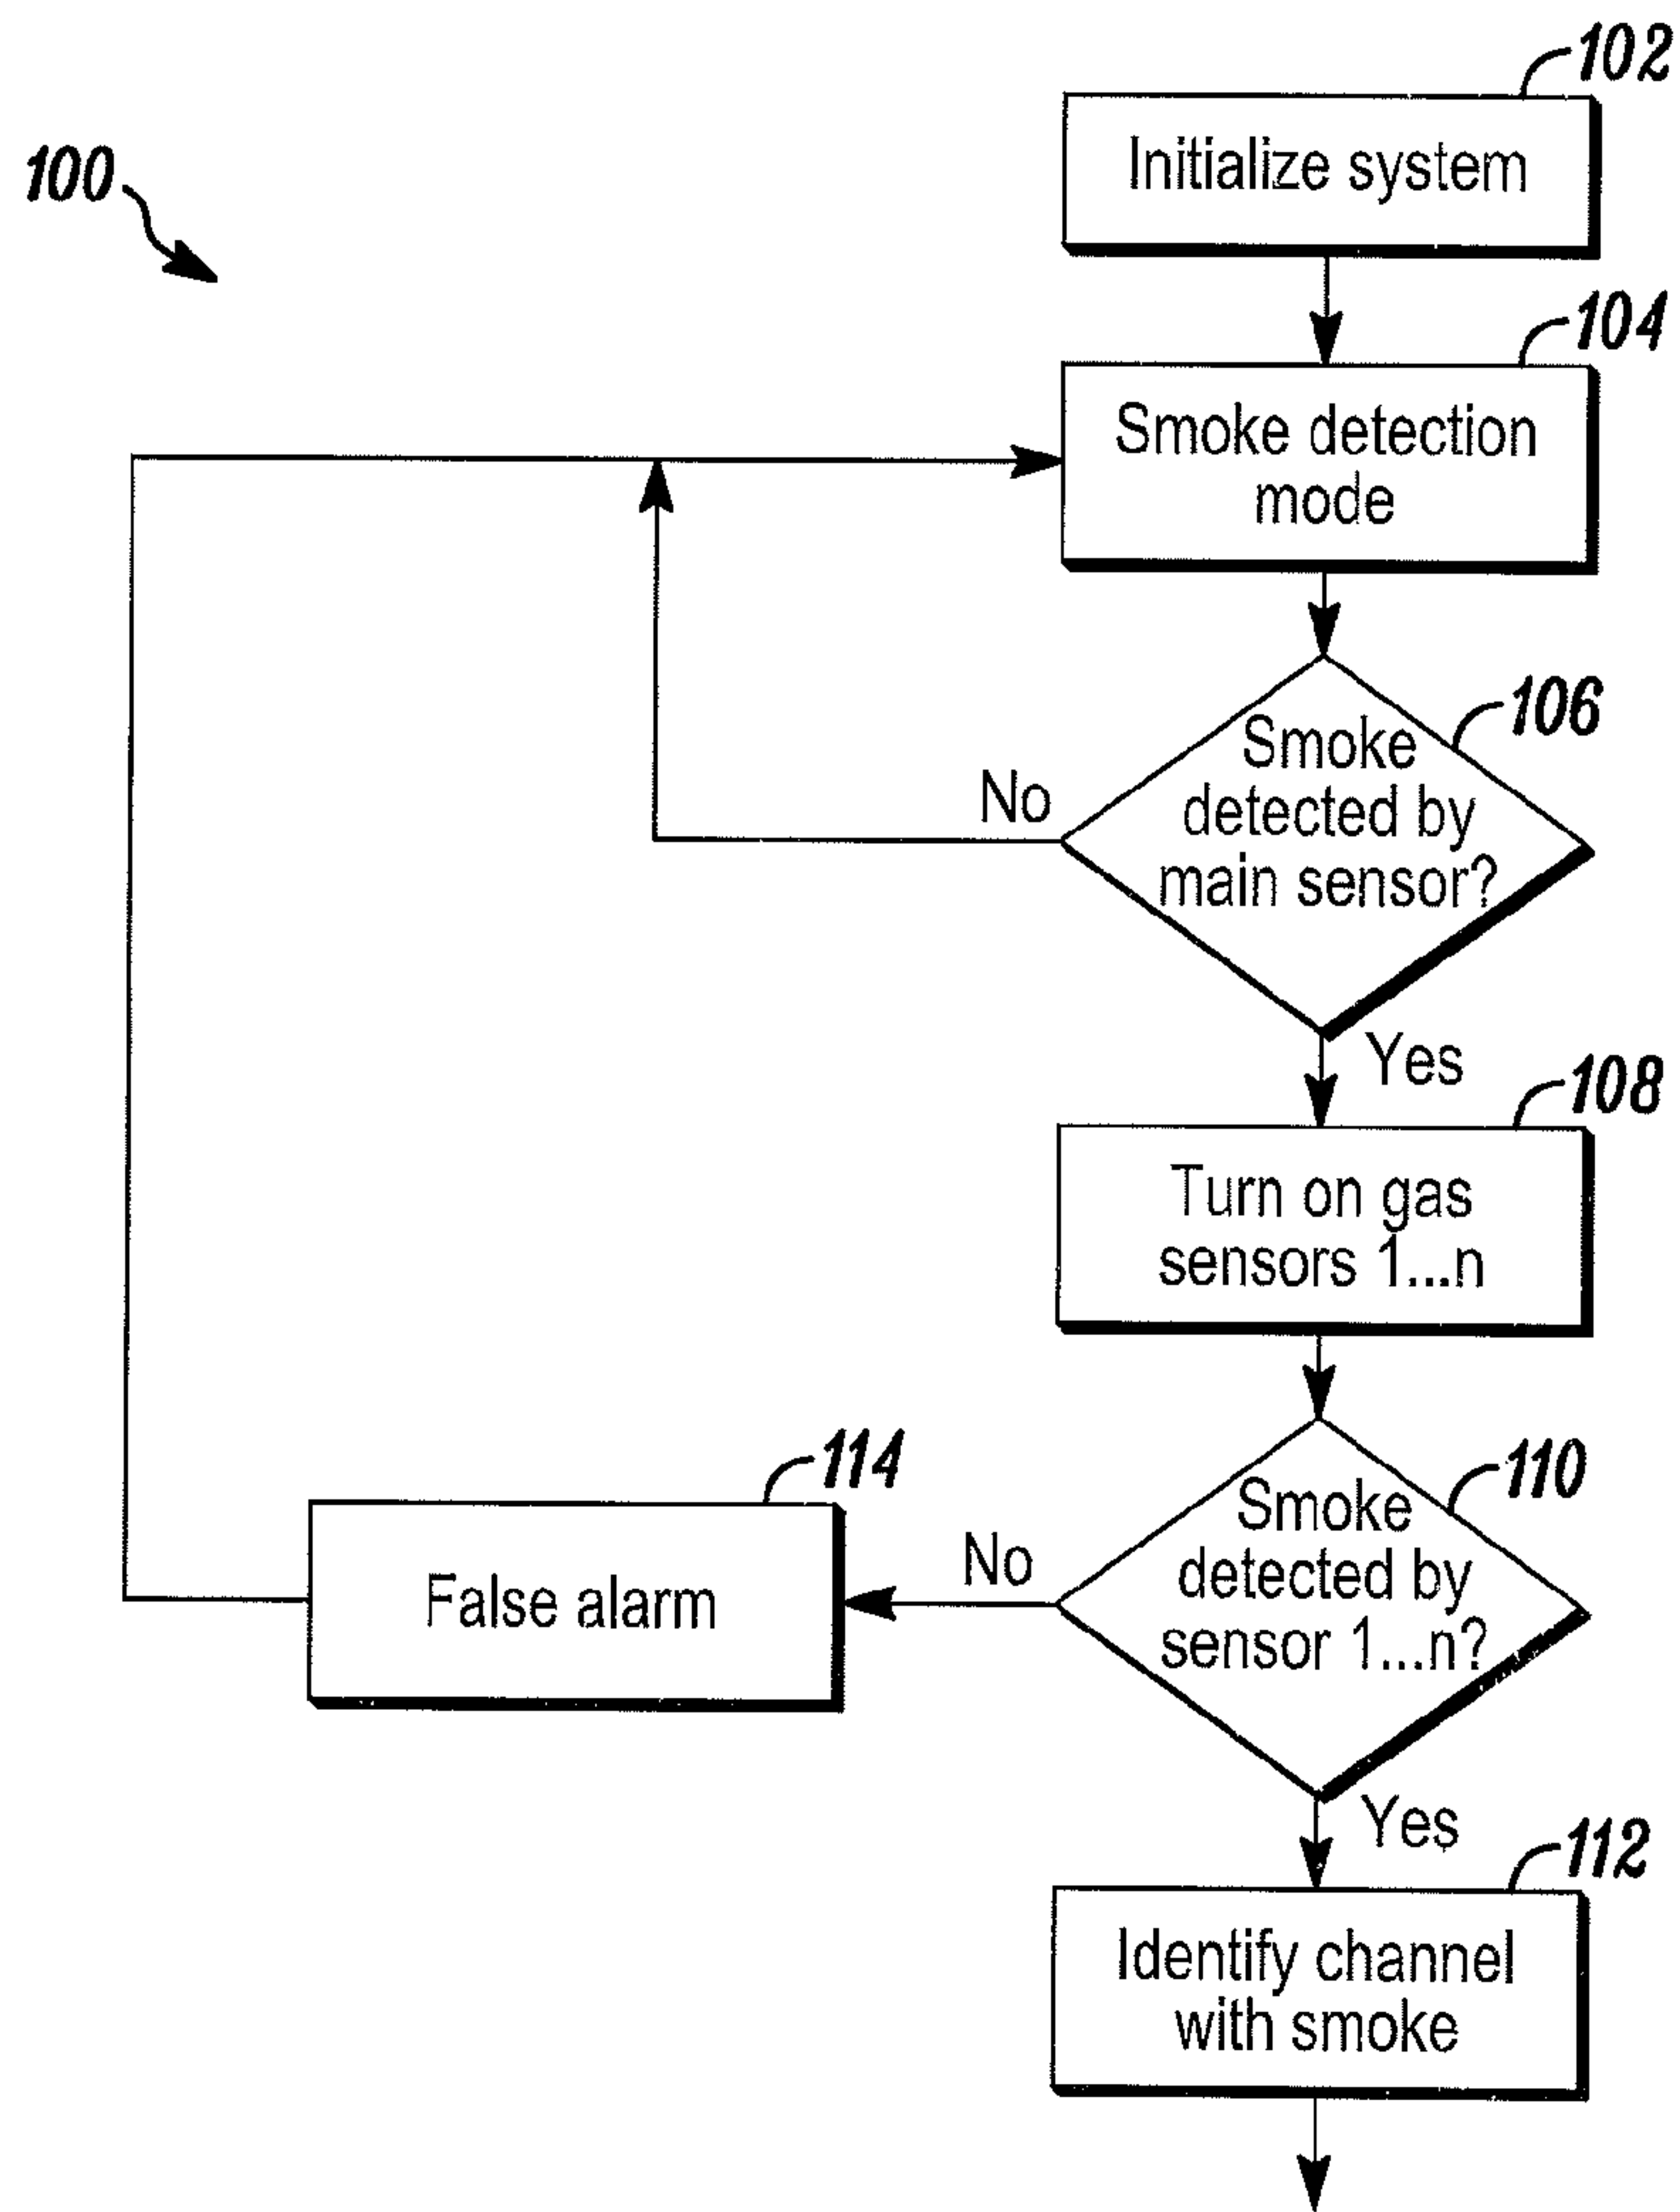 102
Initialize system
100
104
Smoke detection
mode
106
Smoke
detected by
main sensor?
No
Yes
108
Turn on gas
sensors 1...n
110
Smoke
detected by
sensor 1...n?
No
114
False alarm
Yes
112
Identify channel
with smoke